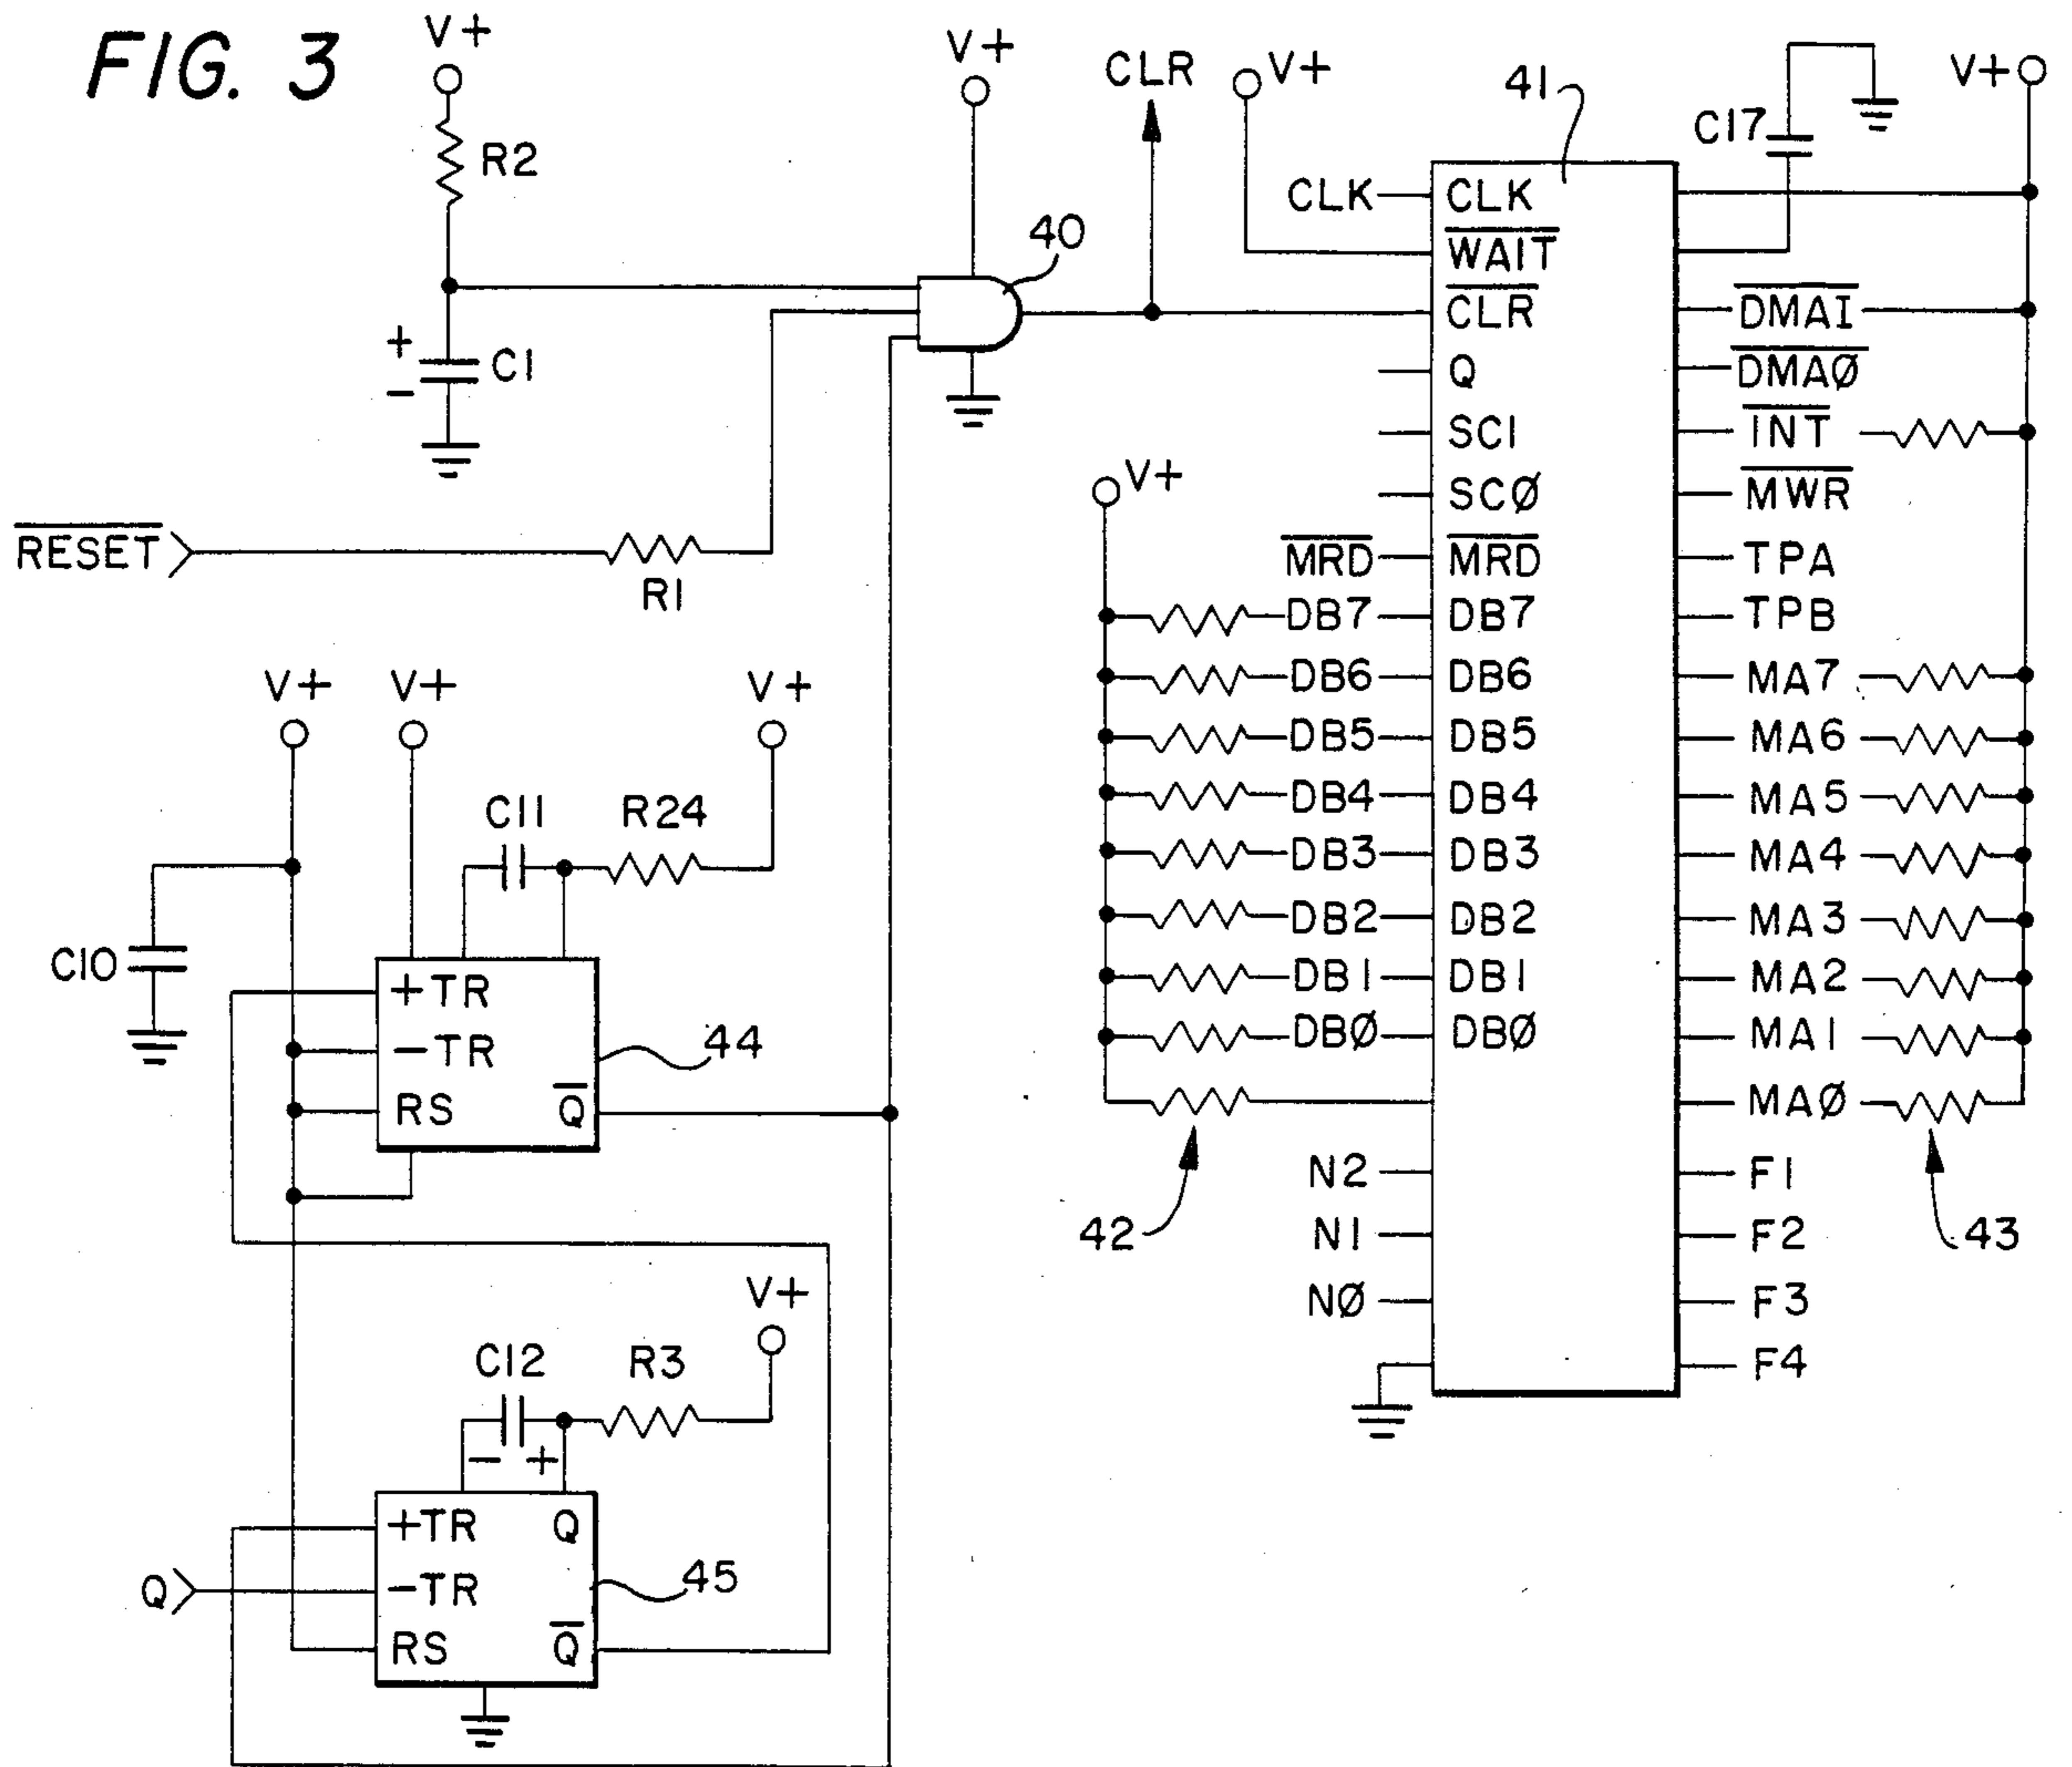 FIG. 3
V+
V+
CLR
V+
41
C17
V+
R2
40
+
C1
-
RESET
R1
CLK
CLK
WAIT
CLR
DMAI
Q
DMAØ
SC1
INT
V+
SCØ
MWR
MRD
MRD
TPA
DB7
DB7
TPB
DB6
DB6
MA7
DB5
DB5
MA6
DB4
DB4
MA5
DB3
DB3
MA4
DB2
DB2
MA3
DB1
DB1
MA2
DBØ
DBØ
MA1
MAØ
N2
F1
42
N1
F2
43
NØ
F3
F4
V+
V+
V+
C11
R24
C10
+TR
-TR
RS
Q
44
V+
C12
R3
- +
+TR
Q
Q
-TR
45
RS
Q